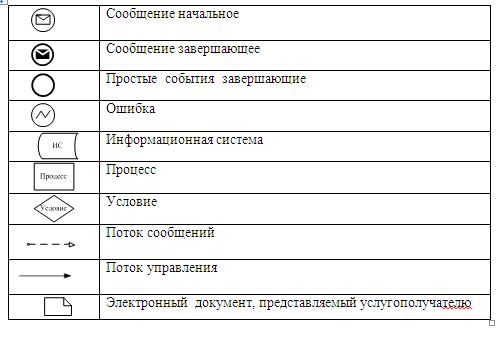 Сообщение начальное
Сообщение завершающее
Простые события завершающие
Ошибка
ИС Информационная система
Процесс Процесс
Условие Условие
Поток сообщений
Поток управления
Электронный документ, представляемый услугополучателю